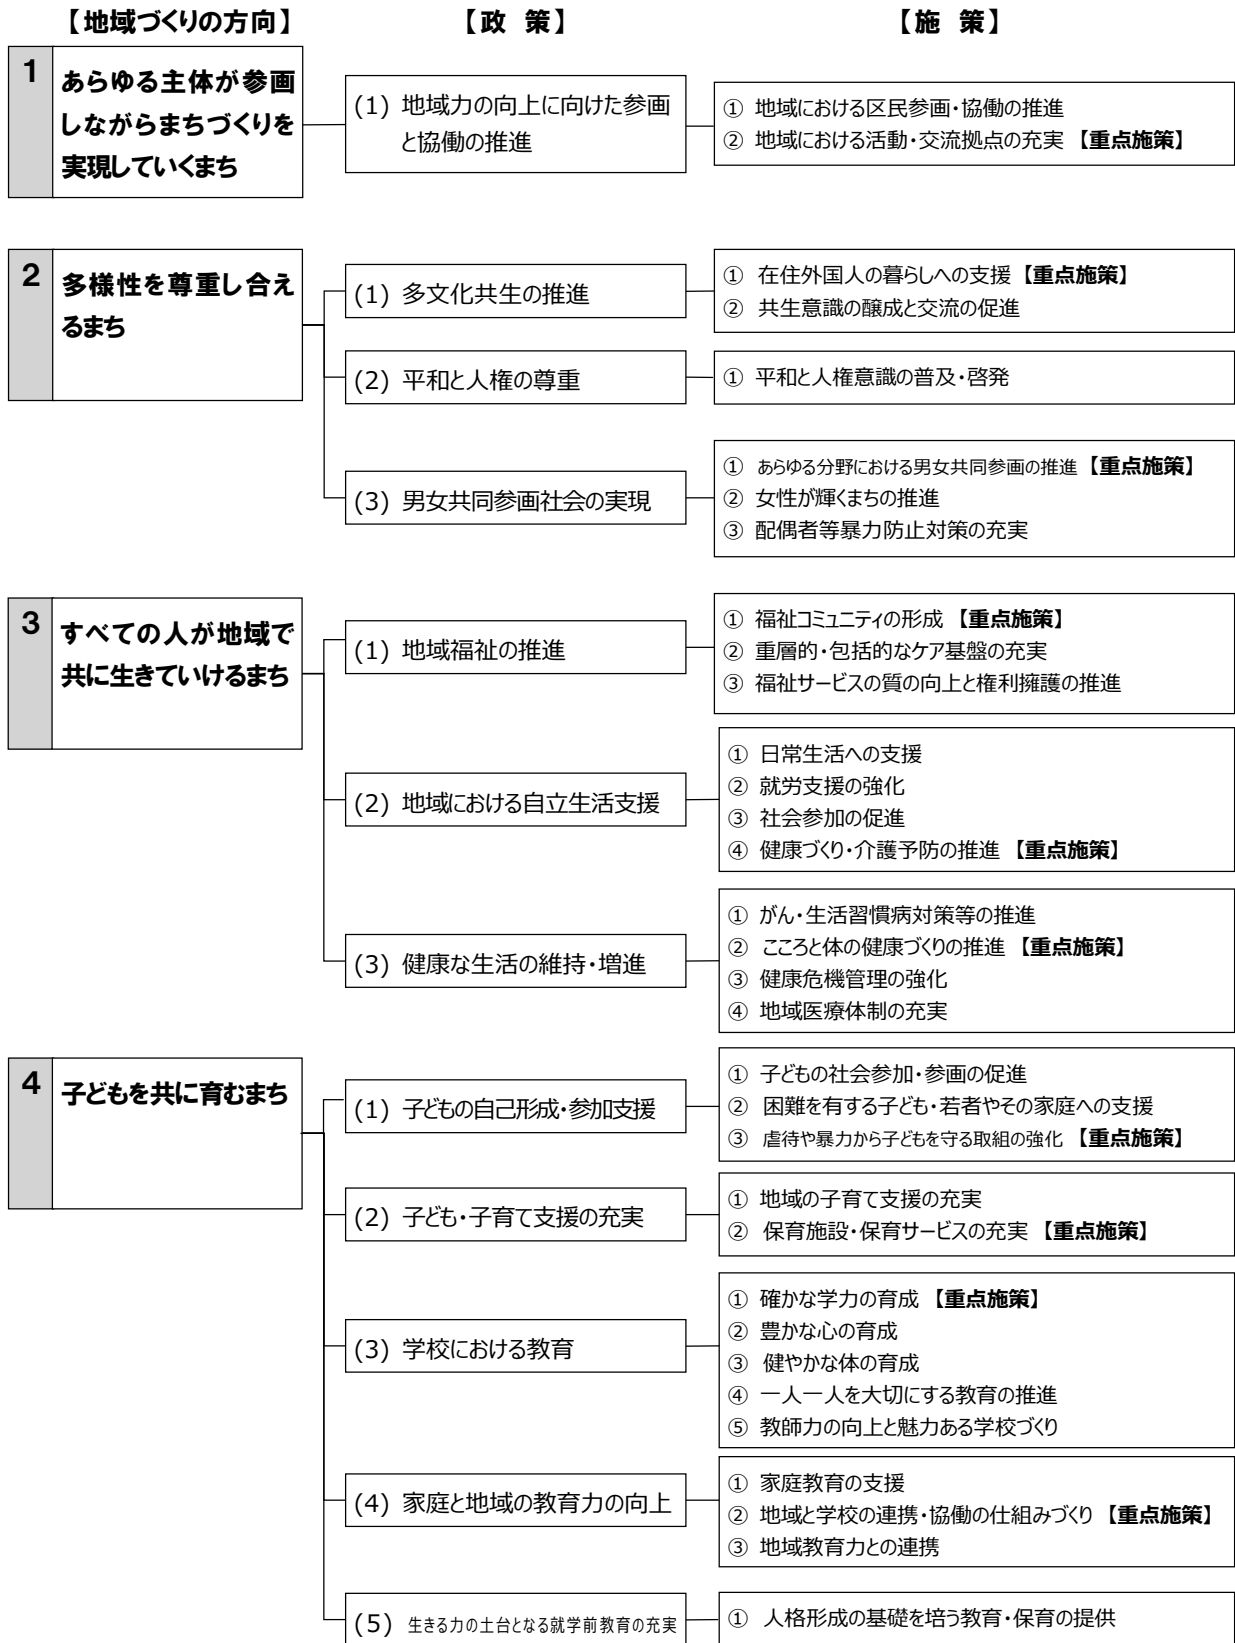 【地域づくりの方向】 【政 策】 【施 策】
1 あらゆる主体が参画
しながらまちづくりを
実現していくまち
(1) 地域力の向上に向けた参画
と協働の推進
① 地域における区民参画・協働の推進
② 地域における活動・交流拠点の充実 【重点施策】
2 多様性を尊重し合え
るまち
(1) 多文化共生の推進
① 在住外国人の暮らしへの支援 【重点施策】
② 共生意識の醸成と交流の促進
(2) 平和と人権の尊重
① 平和と人権意識の普及・啓発
(3) 男女共同参画社会の実現
① あらゆる分野における男女共同参画の推進 【重点施策】
② 女性が輝くまちの推進
③ 配偶者等暴力防止対策の充実
3 すべての人が地域で
共に生きていけるまち
(1) 地域福祉の推進
① 福祉コミュニティの形成 【重点施策】
② 重層的・包括的なケア基盤の充実
③ 福祉サービスの質の向上と権利擁護の推進
(2) 地域における自立生活支援
① 日常生活への支援
② 就労支援の強化
③ 社会参加の促進
④ 健康づくり・介護予防の推進 【重点施策】
(3) 健康な生活の維持・増進
① がん・生活習慣病対策等の推進
② こころと体の健康づくりの推進 【重点施策】
③ 健康危機管理の強化
④ 地域医療体制の充実
4 子どもを共に育むまち
(1) 子どもの自己形成・参加支援
① 子どもの社会参加・参画の促進
② 困難を有する子ども・若者やその家庭への支援
③ 虐待や暴力から子どもを守る取組の強化 【重点施策】
(2) 子ども・子育て支援の充実
① 地域の子育て支援の充実
② 保育施設・保育サービスの充実 【重点施策】
(3) 学校における教育
① 確かな学力の育成 【重点施策】
② 豊かな心の育成
③ 健やかな体の育成
④ 一人一人を大切にする教育の推進
⑤ 教師力の向上と魅力ある学校づくり
(4) 家庭と地域の教育力の向上
① 家庭教育の支援
② 地域と学校の連携・協働の仕組みづくり 【重点施策】
③ 地域教育力との連携
(5) 生きる力の土台となる就学前教育の充実
① 人格形成の基礎を培う教育・保育の提供